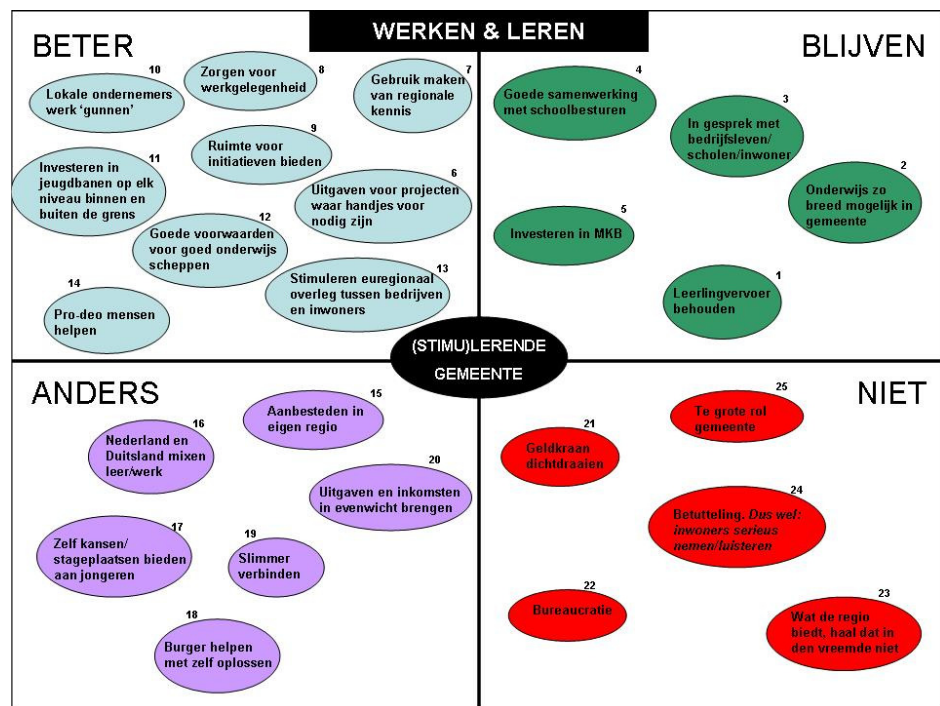 WERKEN & LEREN
BETER
10
Lokale ondernemers
werk ‘gunnen’
8
Zorgen voor
werkgelegenheid
7
Gebruik maken
van regionale
kennis
9
Ruimte voor
initiatieven bieden
11
Investeren in
jeugdbanen op elk
niveau binnen en
buiten de grens
6
Uitgaven voor projecten
waar handjes voor
nodig zijn
12
Goede voorwaarden
voor goed onderwijs
scheppen
13
Stimuleren euregionaal
overleg tussen bedrijven
en inwoners
14
Pro-deo mensen
helpen
BLIJVEN
4
Goede samenwerking
met schoolbesturen
3
In gesprek met
bedrijfsleven/
scholen/inwoner
2
Onderwijs zo
breed mogelijk in
gemeente
5
Investeren in MKB
1
Leerlingvervoer
behouden
(STIMU)LERENDE
GEMEENTE
ANDERS
15
Aanbesteden in
eigen regio
16
Nederland en
Duitsland mixen
leer/werk
20
Uitgaven en inkomsten
in evenwicht brengen
17
Zelf kansen/
stageplaatsen bieden
aan jongeren
19
Slimmer
verbinden
18
Burger helpen
met zelf oplossen
NIET
25
Te grote rol
gemeente
21
Geldkraan
dichtdraaien
24
Betutteling. Dus wel:
inwoners serieus
nemen/luisteren
22
Bureaucratie
23
Wat de regio
biedt, haal dat in
den vreemde niet